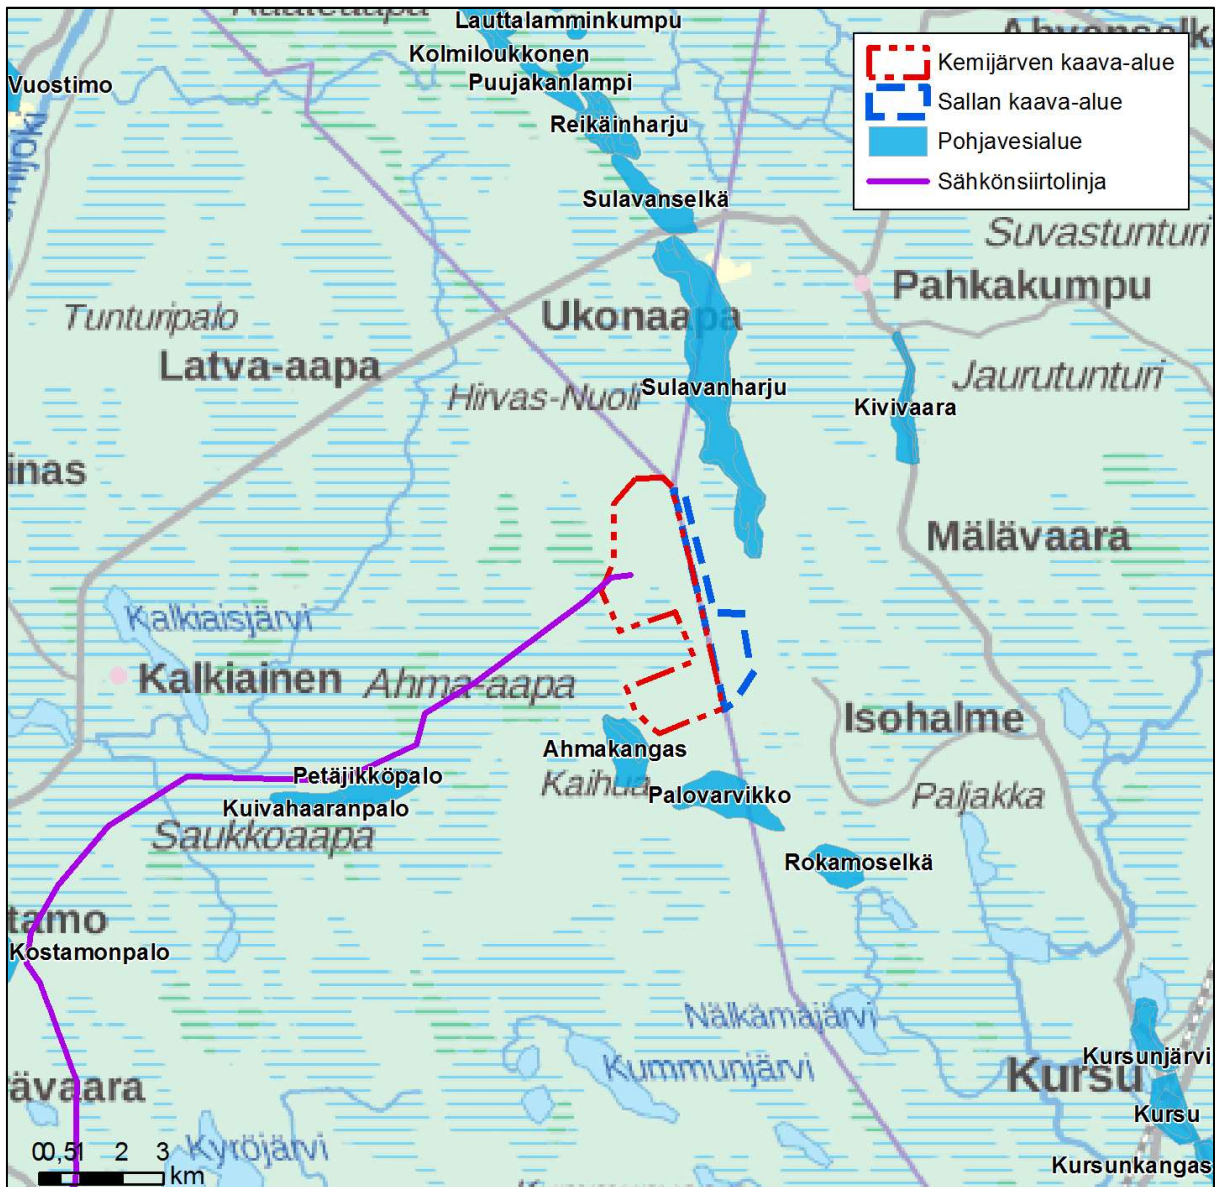 Lauttalamminkumpu
Kolmiloukkonen
Puujakanlampi
Reikäinharju
Vuostimo
Sulavanselkä
Kemijärven kaava-alue
Sallan kaava-alue
Pohjavesialue
Sähkönsiirtolinja
Suvastunturi
Pahkakumpu
Tunturipalo
Ukonaapa
Latva-aapa
Hirvas-Nuoli
Sulavanharju
Jaurutunturi
Kivivaara
inas
Mälävaara
Kalkiaisjärvi
Kalkiainen
Ahma-aapa
Isohalme
Ahmakangas
Kaihua
Petäjikköpalo
Palovarvikko
Paljakka
Kuivahaaranpalo
Saukkoaapa
Rokamoselkä
tamo
Kostamonpalo
Nälkämäjärvi
Kummunjärvi
Kursunjärvi
Kursu
Kursu
ävaara
Kyröjärvi
Kursunkangas
0 0,5 1 2 3
km